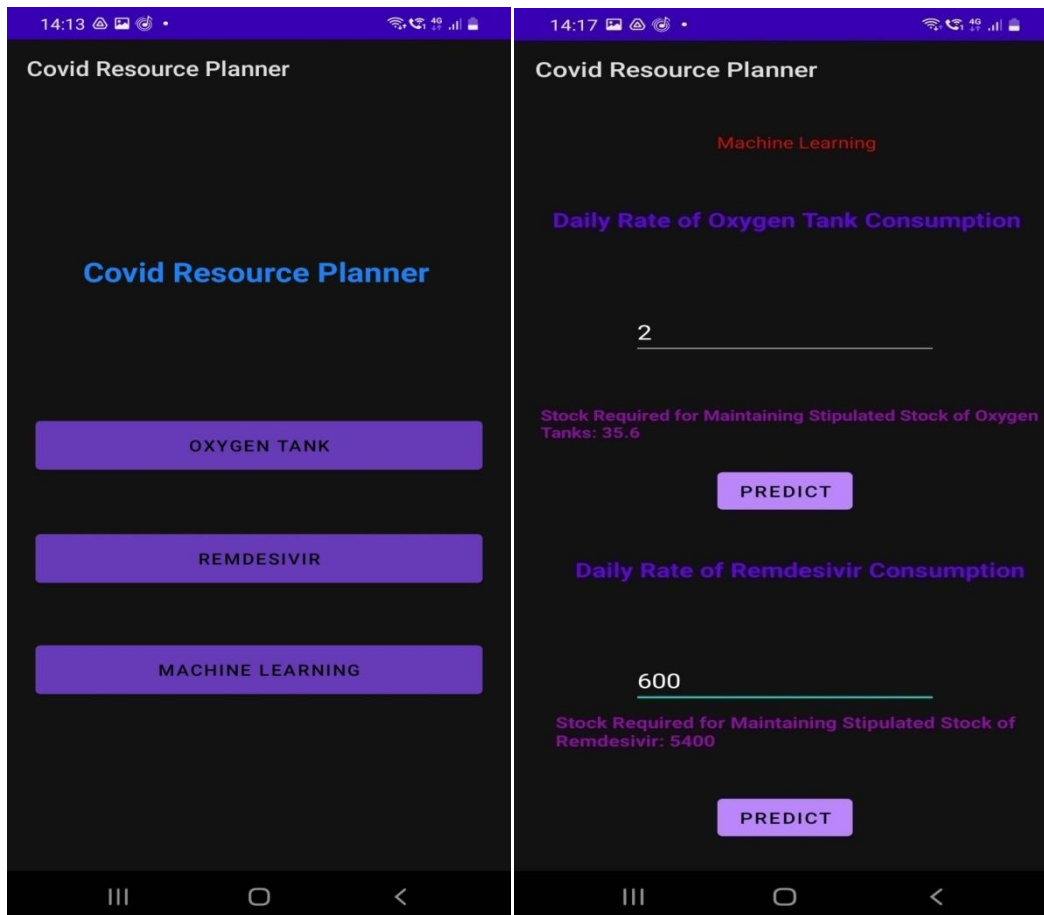 14:13
4G
Covid Resource Planner
Covid Resource Planner
OXYGEN TANK
REMDESIVIR
MACHINE LEARNING
14:17
4G
Covid Resource Planner
Machine Learning
Daily Rate of Oxygen Tank Consumption
2
Stock Required for Maintaining Stipulated Stock of Oxygen
Tanks: 35.6
PREDICT
Daily Rate of Remdesivir Consumption
600
Stock Required for Maintaining Stipulated Stock of
Remdesivir: 5400
PREDICT